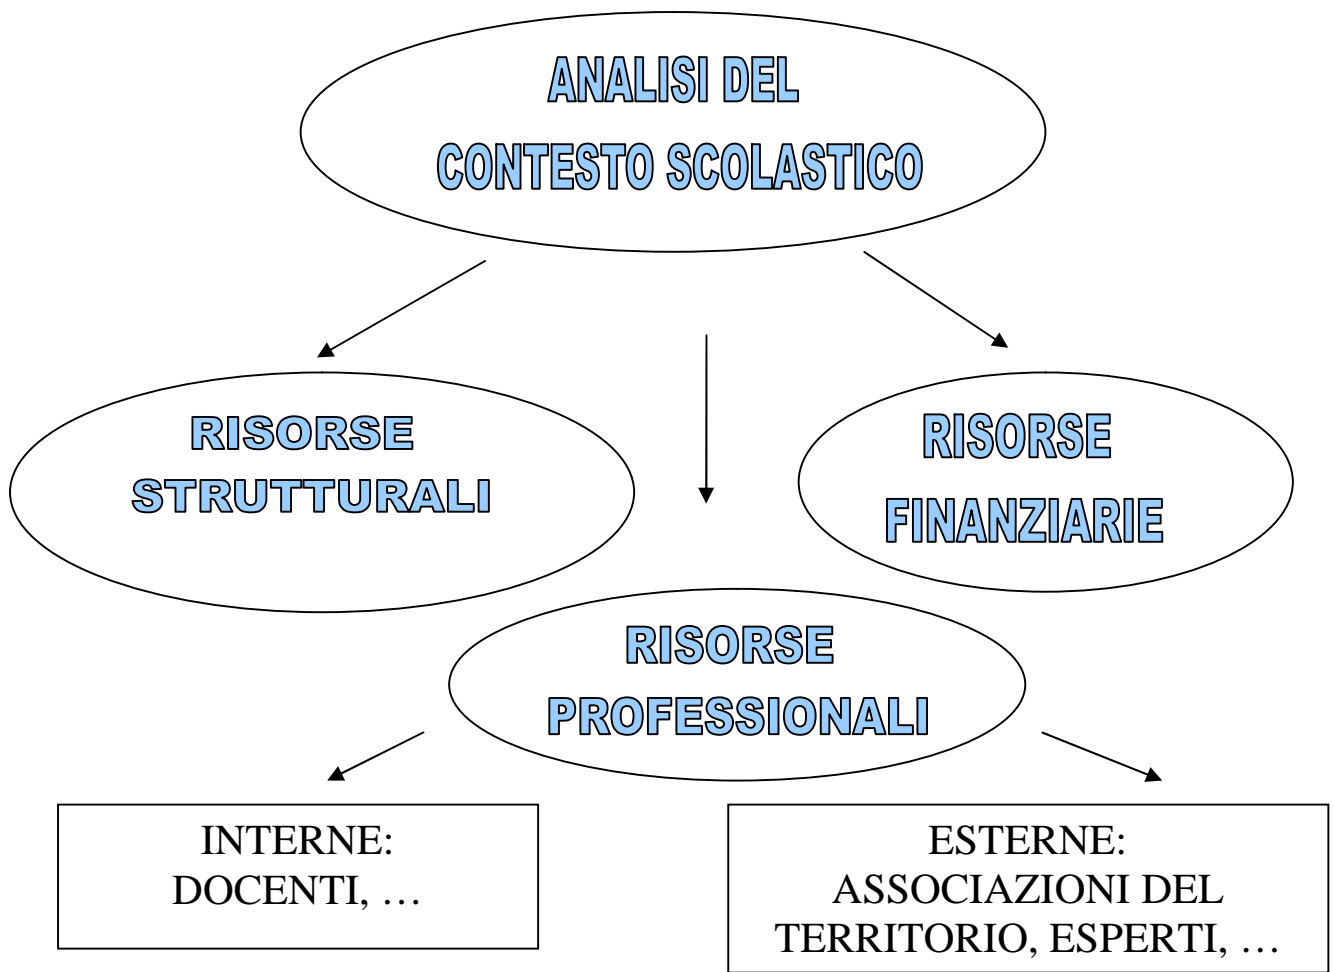 ANALISI DEL
CONTESTO SCOLASTICO
RISORSE
STRUTTURALI
RISORSE
FINANZIARIE
RISORSE
PROFESSIONALI
INTERNE:
DOCENTI, …
ESTERNE:
ASSOCIAZIONI DEL
TERRITORIO, ESPERTI, …